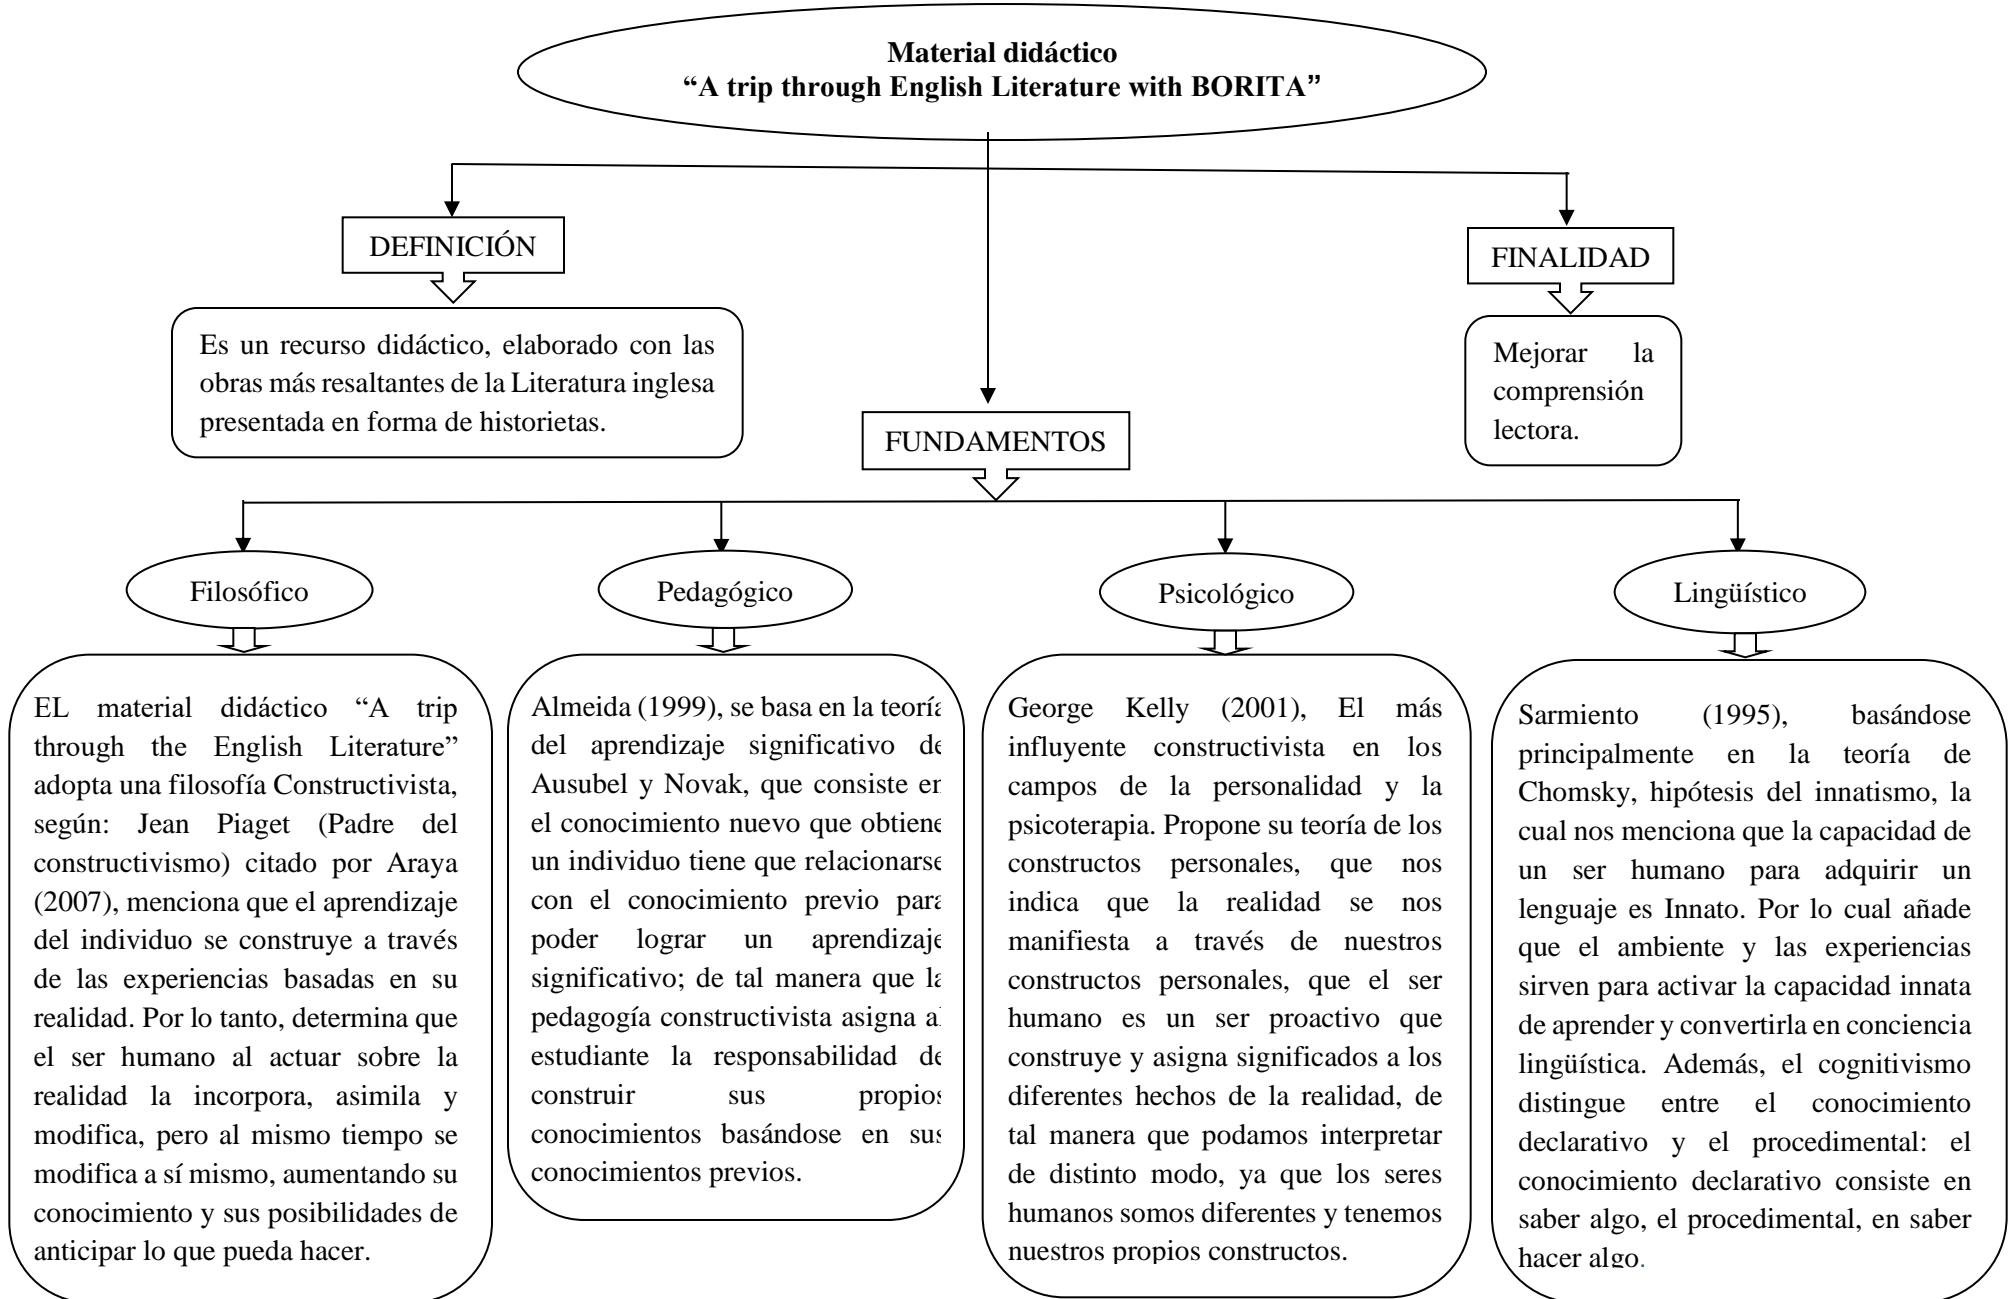 Material didáctico
“A trip through English Literature with BORITA”
DEFINICIÓN
Es un recurso didáctico, elaborado con las
obras más resaltantes de la Literatura inglesa
presentada en forma de historietas.
FINALIDAD
Mejorar la
comprensión
lectora.
FUNDAMENTOS
Filosófico
EL material didáctico “A trip
through the English Literature”
adopta una filosofía Constructivista,
según: Jean Piaget (Padre del
constructivismo) citado por Araya
(2007), menciona que el aprendizaje
del individuo se construye a través
de las experiencias basadas en su
realidad. Por lo tanto, determina que
el ser humano al actuar sobre la
realidad la incorpora, asimila y
modifica, pero al mismo tiempo se
modifica a sí mismo, aumentando su
conocimiento y sus posibilidades de
anticipar lo que pueda hacer.
Pedagógico
Almeida (1999), se basa en la teoría
del aprendizaje significativo de
Ausubel y Novak, que consiste en
el conocimiento nuevo que obtiene
un individuo tiene que relacionarse
con el conocimiento previo para
poder lograr un aprendizaje
significativo; de tal manera que la
pedagogía constructivista asigna al
estudiante la responsabilidad de
construir sus propios
conocimientos basándose en sus
conocimientos previos.
Psicológico
George Kelly (2001), El más
influyente constructivista en los
campos de la personalidad y la
psicoterapia. Propone su teoría de los
constructos personales, que nos
indica que la realidad se nos
manifiesta a través de nuestros
constructos personales, que el ser
humano es un ser proactivo que
construye y asigna significados a los
diferentes hechos de la realidad, de
tal manera que podamos interpretar
de distinto modo, ya que los seres
humanos somos diferentes y tenemos
nuestros propios constructos.
Lingüístico
Sarmiento (1995), basándose
principalmente en la teoría de
Chomsky, hipótesis del innatismo, la
cual nos menciona que la capacidad de
un ser humano para adquirir un
lenguaje es Innato. Por lo cual añade
que el ambiente y las experiencias
sirven para activar la capacidad innata
de aprender y convertirla en conciencia
lingüística. Además, el cognitivismo
distingue entre el conocimiento
declarativo y el procedimental: el
conocimiento declarativo consiste en
saber algo, el procedimental, en saber
hacer algo.